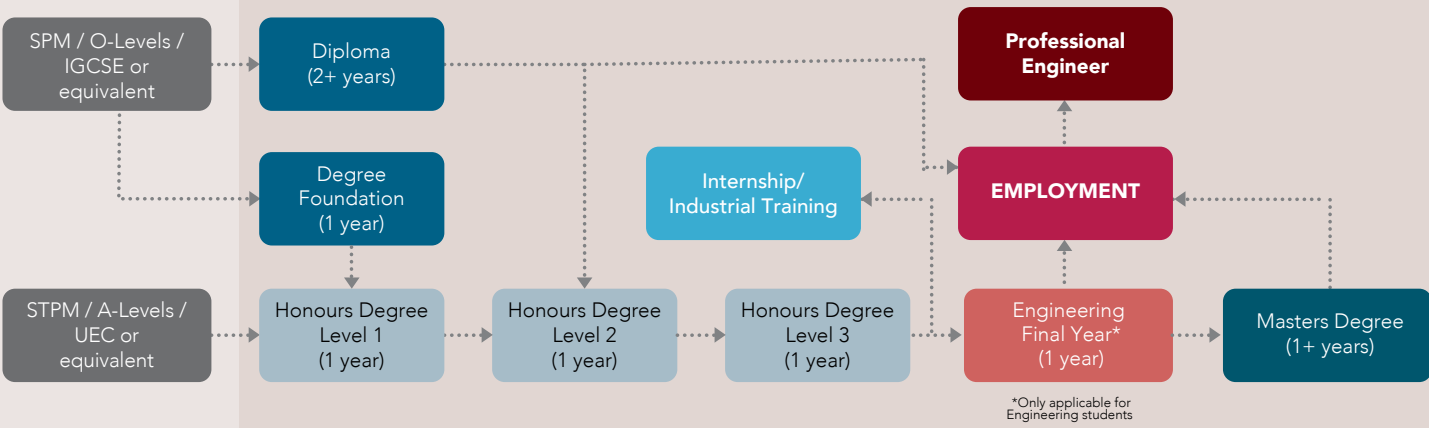 SPM / O-Levels /
IGCSE or
equivalent
Diploma
(2+ years)
Professional
Engineer
Degree
Foundation
(1 year)
Internship/
Industrial Training
EMPLOYMENT
STPM / A-Levels /
UEC or
equivalent
Honours Degree
Level 1
(1 year)
Honours Degree
Level 2
(1 year)
Honours Degree
Level 3
(1 year)
Engineering
Final Year*
(1 year)
Masters Degree
(1+ years)
*Only applicable for
Engineering students